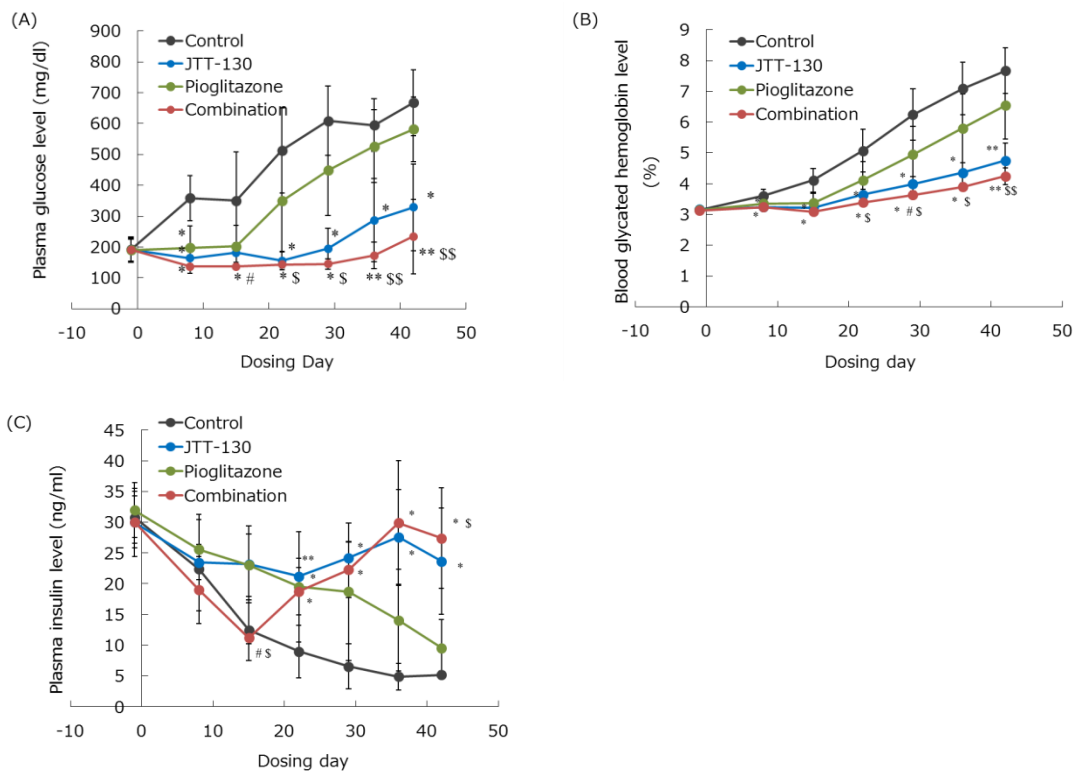 (A)
Plasma glucose level (mg/dl)
900
800
700
600
500
400
300
200
100
0
-10 0 10 20 30 40 50
Dosing Day
Control
JTT-130
Pioglitazone
Combination
*
*
*
* #
*
* $
*
* $
*
** $$
*
** $$
(B)
Blood glycated hemoglobin level
(%)
9
8
7
6
5
4
3
2
1
0
-10 0 10 20 30 40 50
Dosing day
Control
JTT-130
Pioglitazone
Combination
*
*
*
*
*
* $
*
* # $
*
* $
**
** $$
(C)
Plasma insulin level (ng/ml)
45
40
35
30
25
20
15
10
5
0
-10 0 10 20 30 40 50
Dosing day
Control
JTT-130
Pioglitazone
Combination
# $
**
*
*
*
*
*
*
* $
*